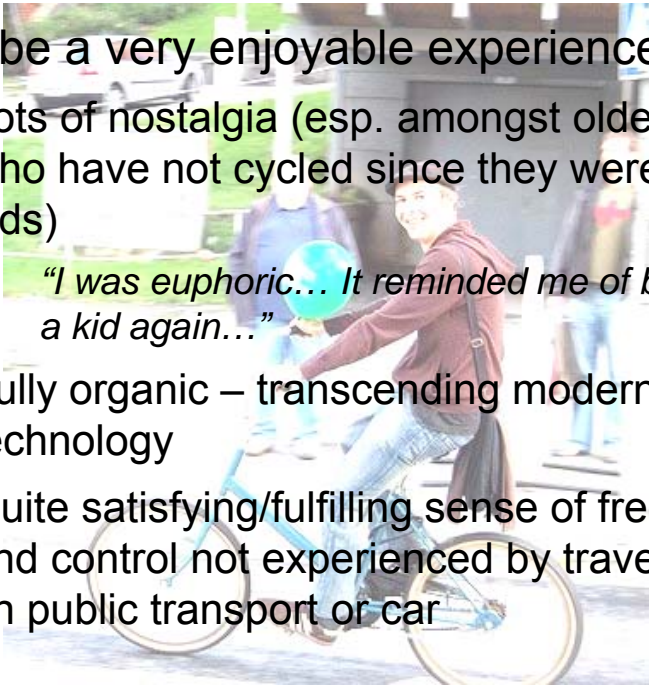 be a very enjoyable experience
ots of nostalgia (esp. amongst olde
ho have not cycled since they were
ds)
“I was euphoric… It reminded me of b
a kid again…”
ully organic – transcending modern
echnology
uite satisfying/fulfilling sense of fre
nd control not experienced by trave
n public transport or car